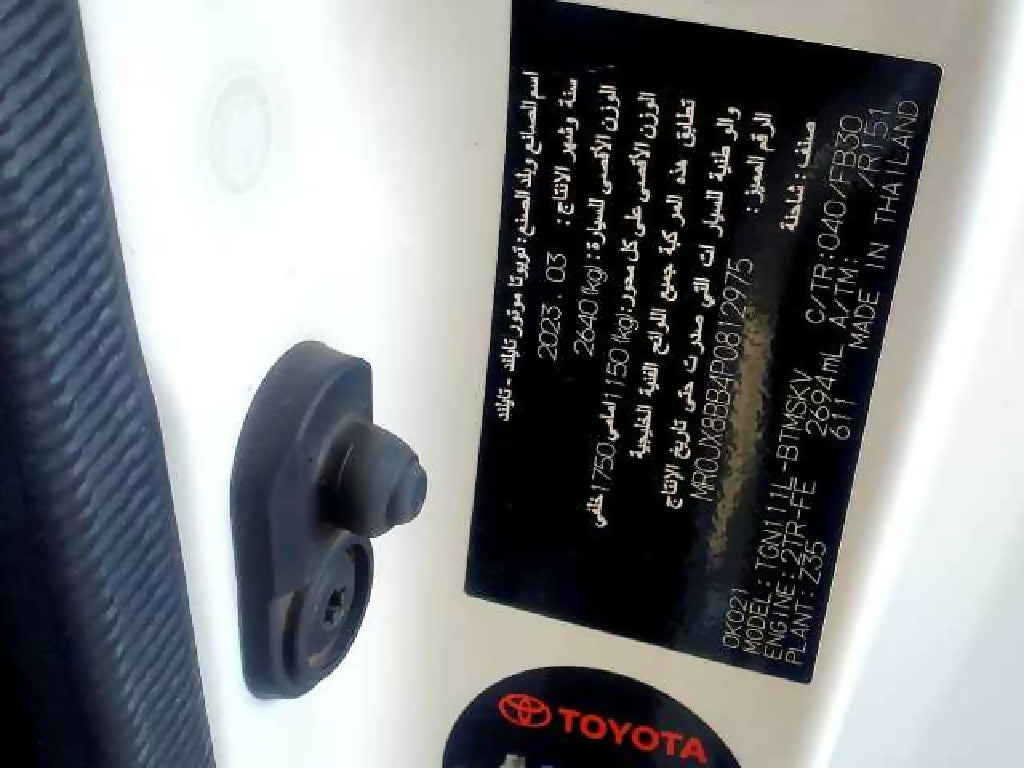 اسم الصانع وبلد الصنع: تويوتا موتور تايلند - تايلند
سنة وشهر الانتاج: 2023 . 03
الوزن الأقصى للسيارة: (kg) 2640
الوزن الأقصى على كل محور: (kg) 1150 امامي 1750 خلفي
تطابق هذه المركبة جميع اللوائح الفنية الخليجية
والوطنية للسيارات التي صدرت حتى تاريخ الإنتاج
الرقم المميز: MR0JX8BB4P0812975
صنف: شاحنة
MODEL: TGN111L-BTMSKV C/TR:040/FB30
ENGINE: 2TR-FE 2694mL A/TM: /R151
PLANT: Z35 611 MADE IN THAILAND
TOYOTA